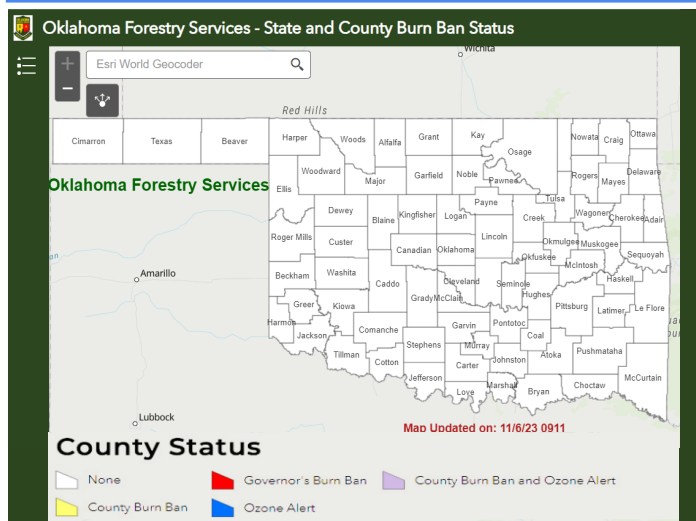 Oklahoma Forestry Services - State and County Burn Ban Status
Esri World Geocoder
Wichita
Red Hills
Cimarron Texas Beaver Harper Woods Alfalfa Grant Kay Osage Nowata Craig Ottawa
Oklahoma Forestry Services
Ellis Woodward Major Garfield Noble Pawnee Rogers Mayes Delaware
Dewey Blaine Kingfisher Logan Payne Creek Tulsa Wagoner Cherokee Adair
Roger Mills Custer Canadian Oklahoma Lincoln Okfuskee Okmulgee Muskogee Sequoyah
Amarillo
Beckham Washita Caddo Grady McClain Cleveland Seminole Hughes McIntosh Haskell
Greer Kiowa Pittsburg Latimer Le Flore
Harmon Jackson Comanche Stephens Garvin Pontotoc Coal
Tillman Cotton Carter Murray Johnston Atoka Pushmataha
Jefferson Love Marshall Bryan Choctaw McCurtain
Lubbock
Map Updated on: 11/6/23 0911
County Status
None Governor's Burn Ban County Burn Ban and Ozone Alert
County Burn Ban Ozone Alert